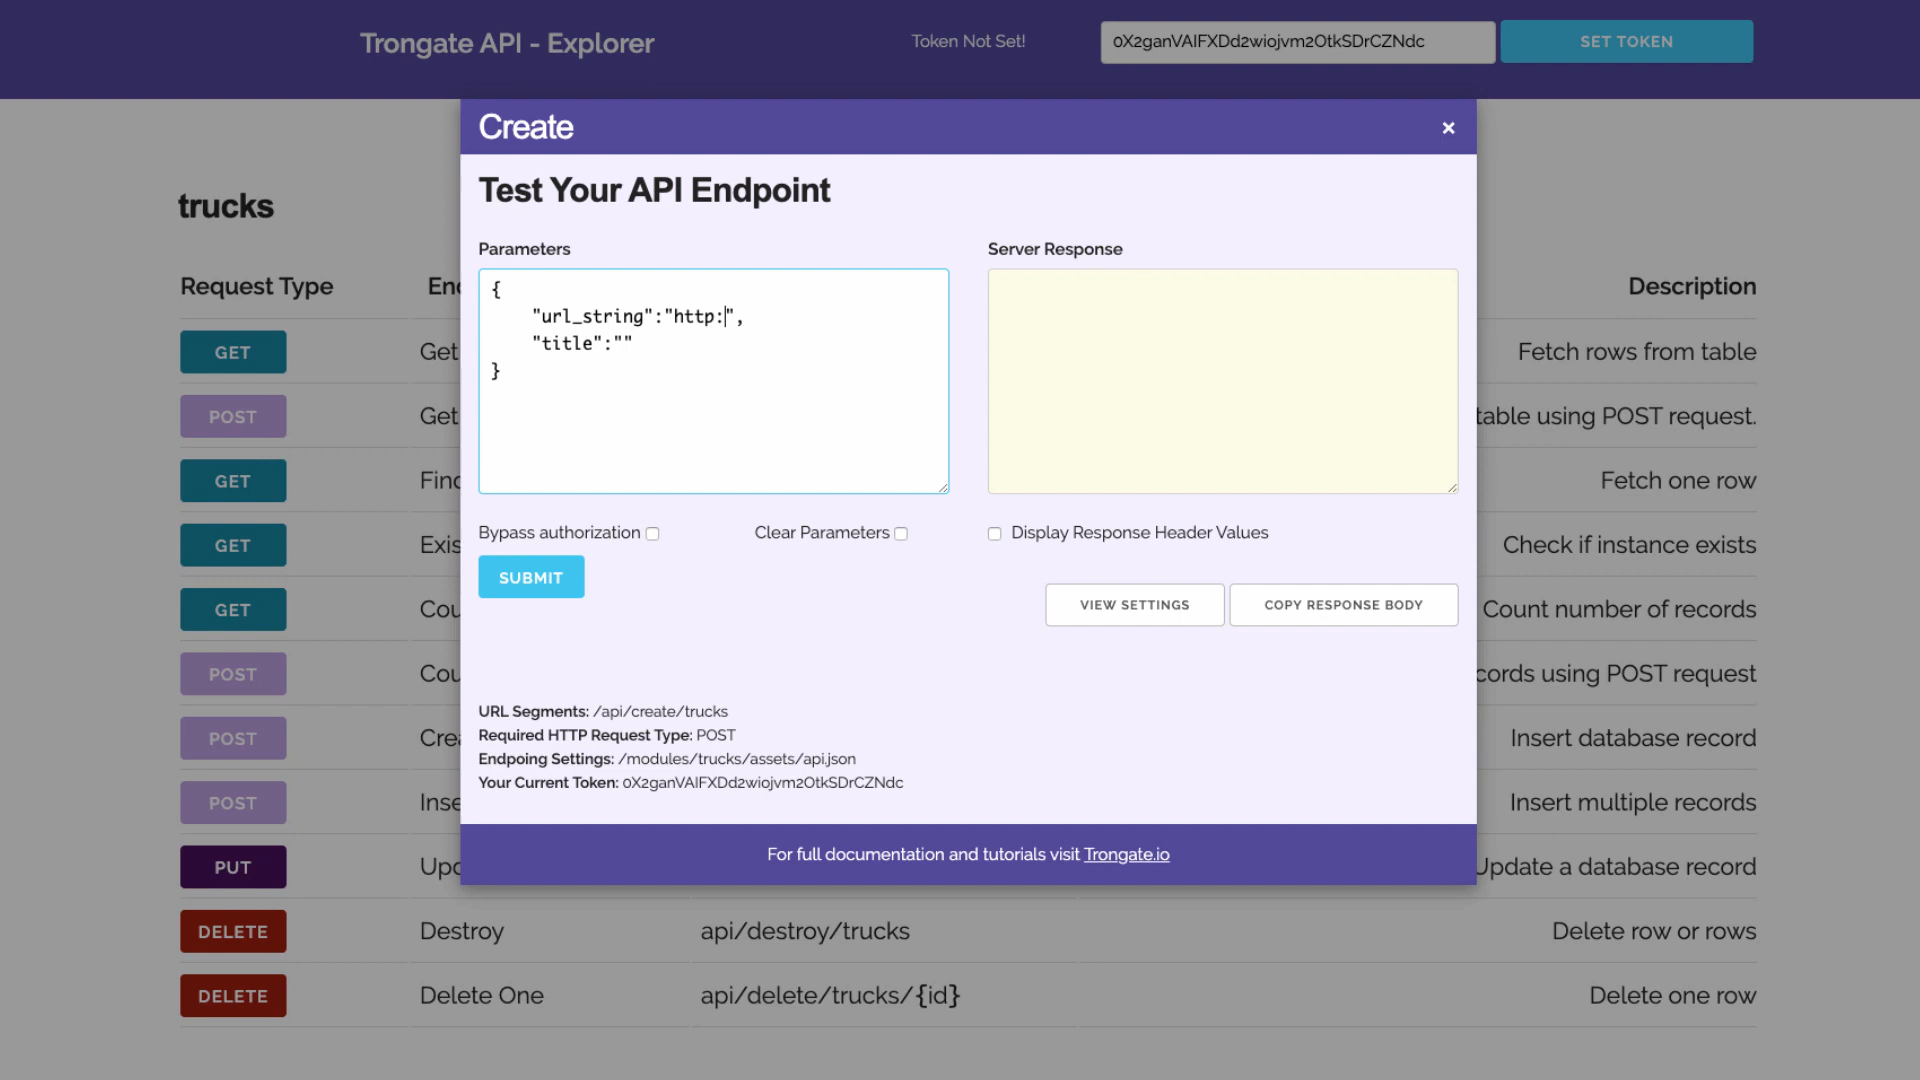 Trongate API - Explorer
Token Not Set!
0X2ganVAIFXDd2wiojvm2OtkSDrCZNdc
SET TOKEN
Create
×
Test Your API Endpoint
Parameters
Server Response
{
"url_string":"http:",
"title":""
}
Bypass authorization
Clear Parameters
Display Response Header Values
SUBMIT
VIEW SETTINGS
COPY RESPONSE BODY
URL Segments: /api/create/trucks
Required HTTP Request Type: POST
Endpoing Settings: /modules/trucks/assets/api.json
Your Current Token: 0X2ganVAIFXDd2wiojvm2OtkSDrCZNdc
For full documentation and tutorials visit Trongate.io
trucks
Request Type
Description
GET Get Fetch rows from table
POST Get table using POST request.
GET Fetch one row
GET Check if instance exists
GET Count number of records
POST using POST request
POST Insert database record
POST Insert multiple records
PUT Update a database record
DELETE Destroy api/destroy/trucks Delete row or rows
DELETE Delete One api/delete/trucks/{id} Delete one row